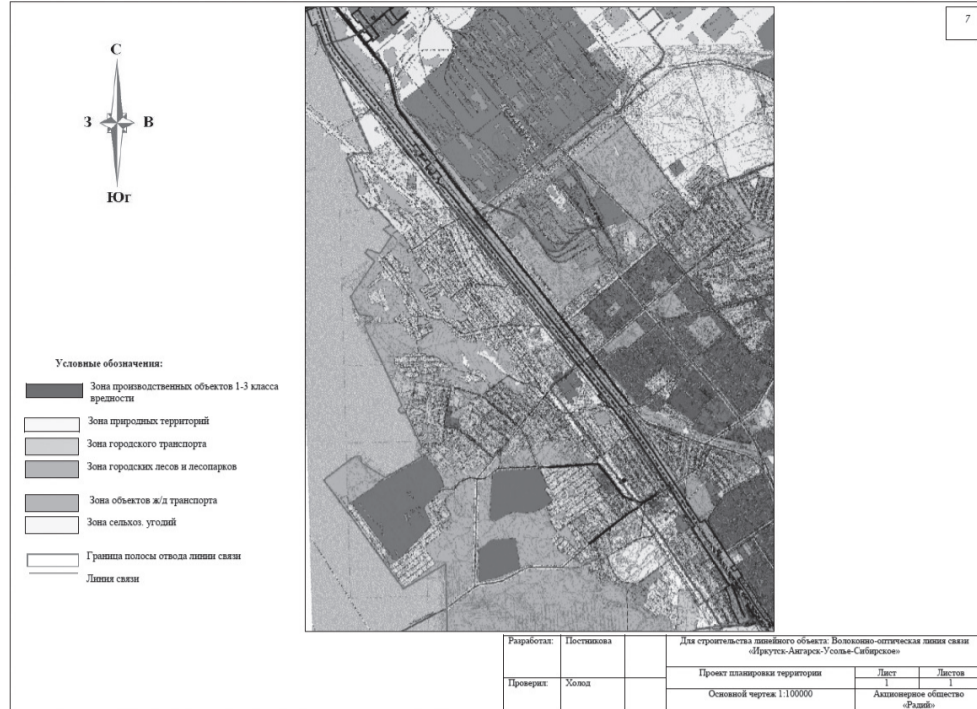 7
С
З В
Юг
Условные обозначения:
Зона производственных объектов 1-3 класса
вредности
Зона природных территорий
Зона городского транспорта
Зона городских лесов и лесопарков
Зона объектов ж/д транспорта
Зона сельхоз. угодий
Граница полосы отвода линии связи
Линия связи
Разработал: Постникова
Для строительства линейного объекта: Волоконно-оптическая линия связи
«Иркутск-Ангарск-Усолье-Сибирское»
Проект планировки территории Лист Листов
1 1
Проверил: Холод
Основной чертеж 1:100000 Акционерное общество
«Радий»